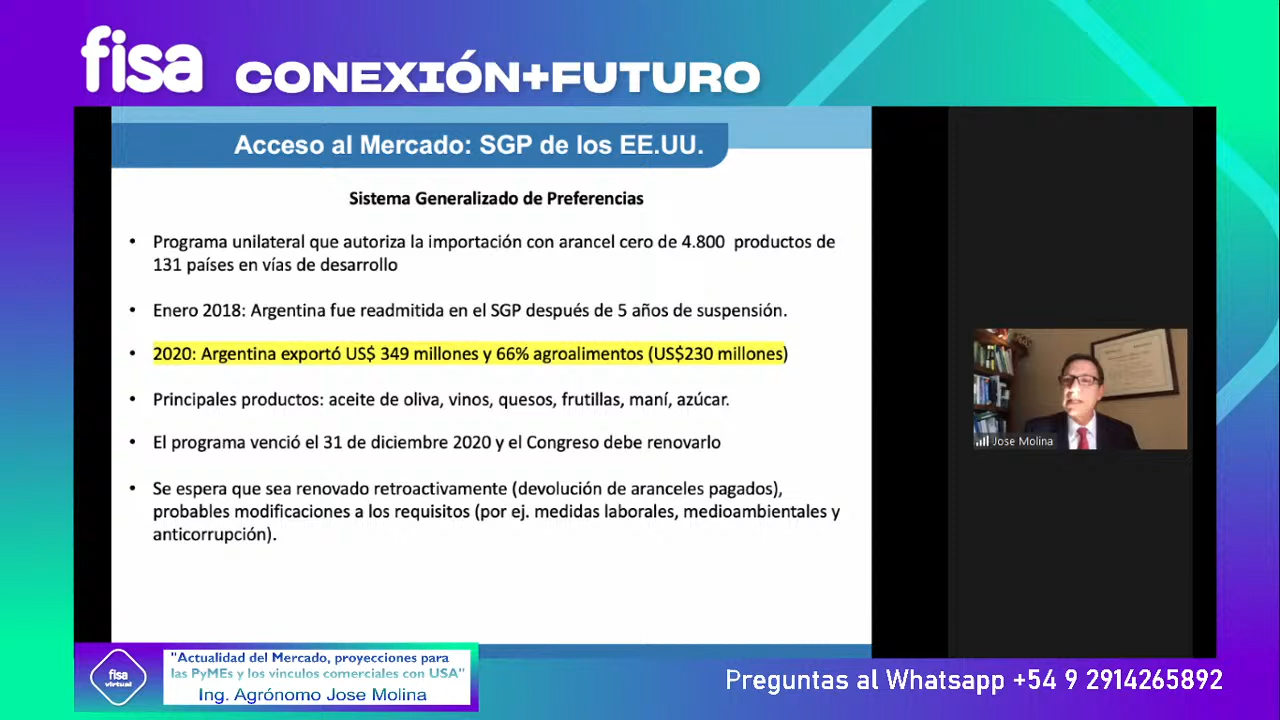 fisa CONEXIÓN+FUTURO
Acceso al Mercado: SGP de los EE.UU.
Sistema Generalizado de Preferencias
• Programa unilateral que autoriza la importación con arancel cero de 4.800 productos de
131 países en vías de desarrollo
• Enero 2018: Argentina fue readmitida en el SGP después de 5 años de suspensión.
• 2020: Argentina exportó US$ 349 millones y 66% agroalimentos (US$230 millones)
• Principales productos: aceite de oliva, vinos, quesos, frutillas, maní, azúcar.
• El programa venció el 31 de diciembre 2020 y el Congreso debe renovarlo
• Se espera que sea renovado retroactivamente (devolución de aranceles pagados),
probables modificaciones a los requisitos (por ej. medidas laborales, medioambientales y
anticorrupción).
Jose Molina
fisa
virtual
"Actualidad del Mercado, proyecciones para
las PyMEs y los vinculos comerciales con USA"
Ing. Agrónomo Jose Molina
Preguntas al Whatsapp +54 9 2914265892